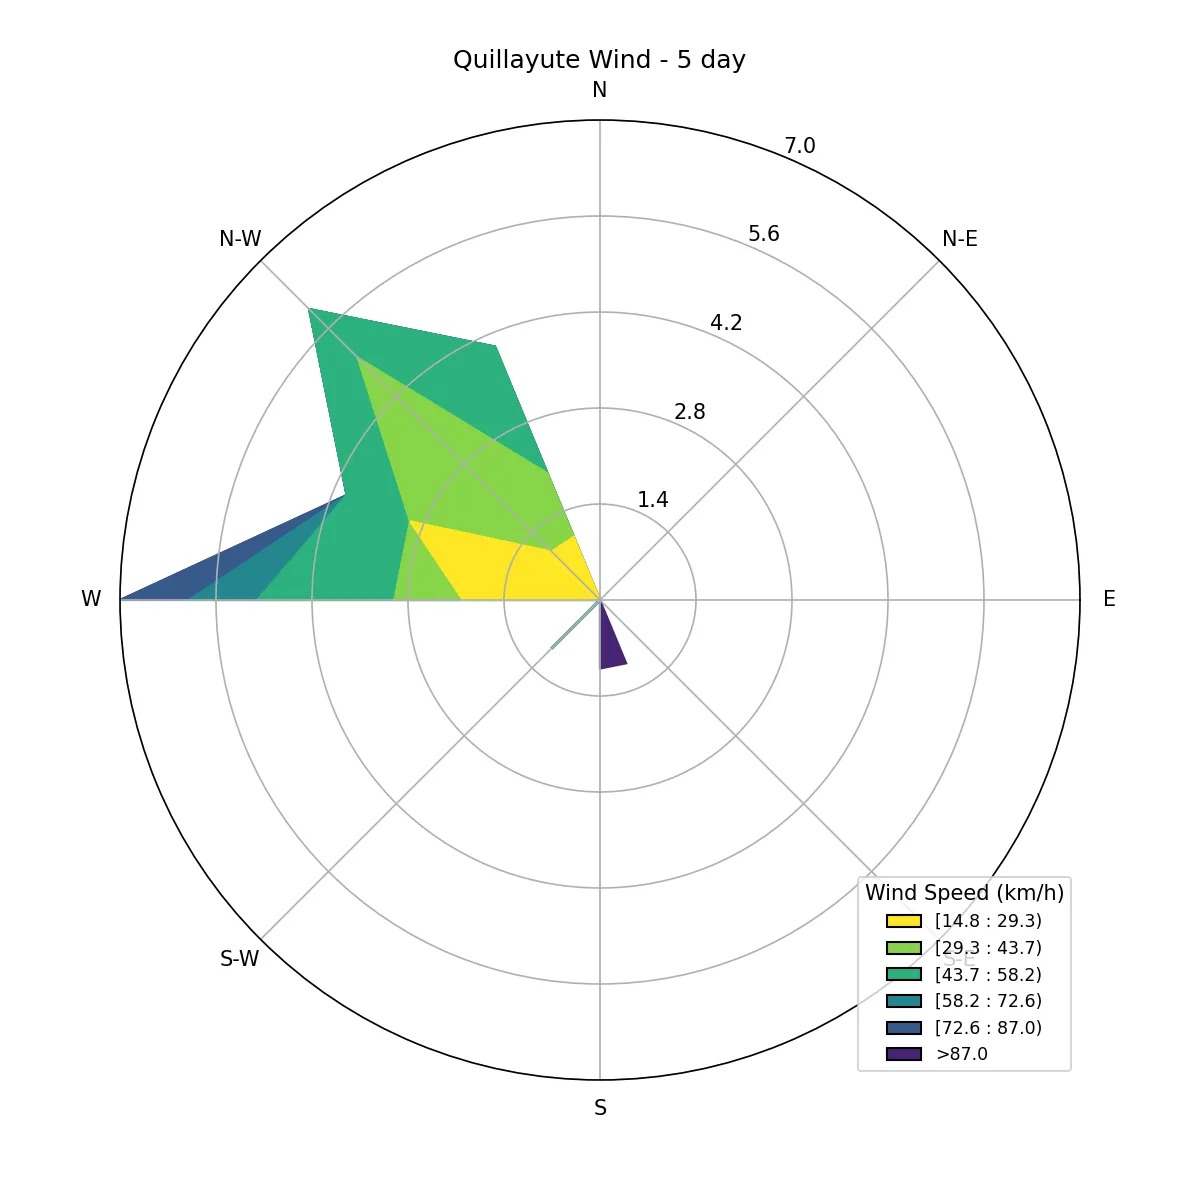 Quillayute Wind - 5 day
N
7.0
5.6
N-W
N-E
4.2
2.8
1.4
W
E
Wind Speed (km/h)
[14.8 : 29.3)
[29.3 : 43.7)
S-W
S-E
[43.7 : 58.2)
[58.2 : 72.6)
[72.6 : 87.0)
>87.0
S